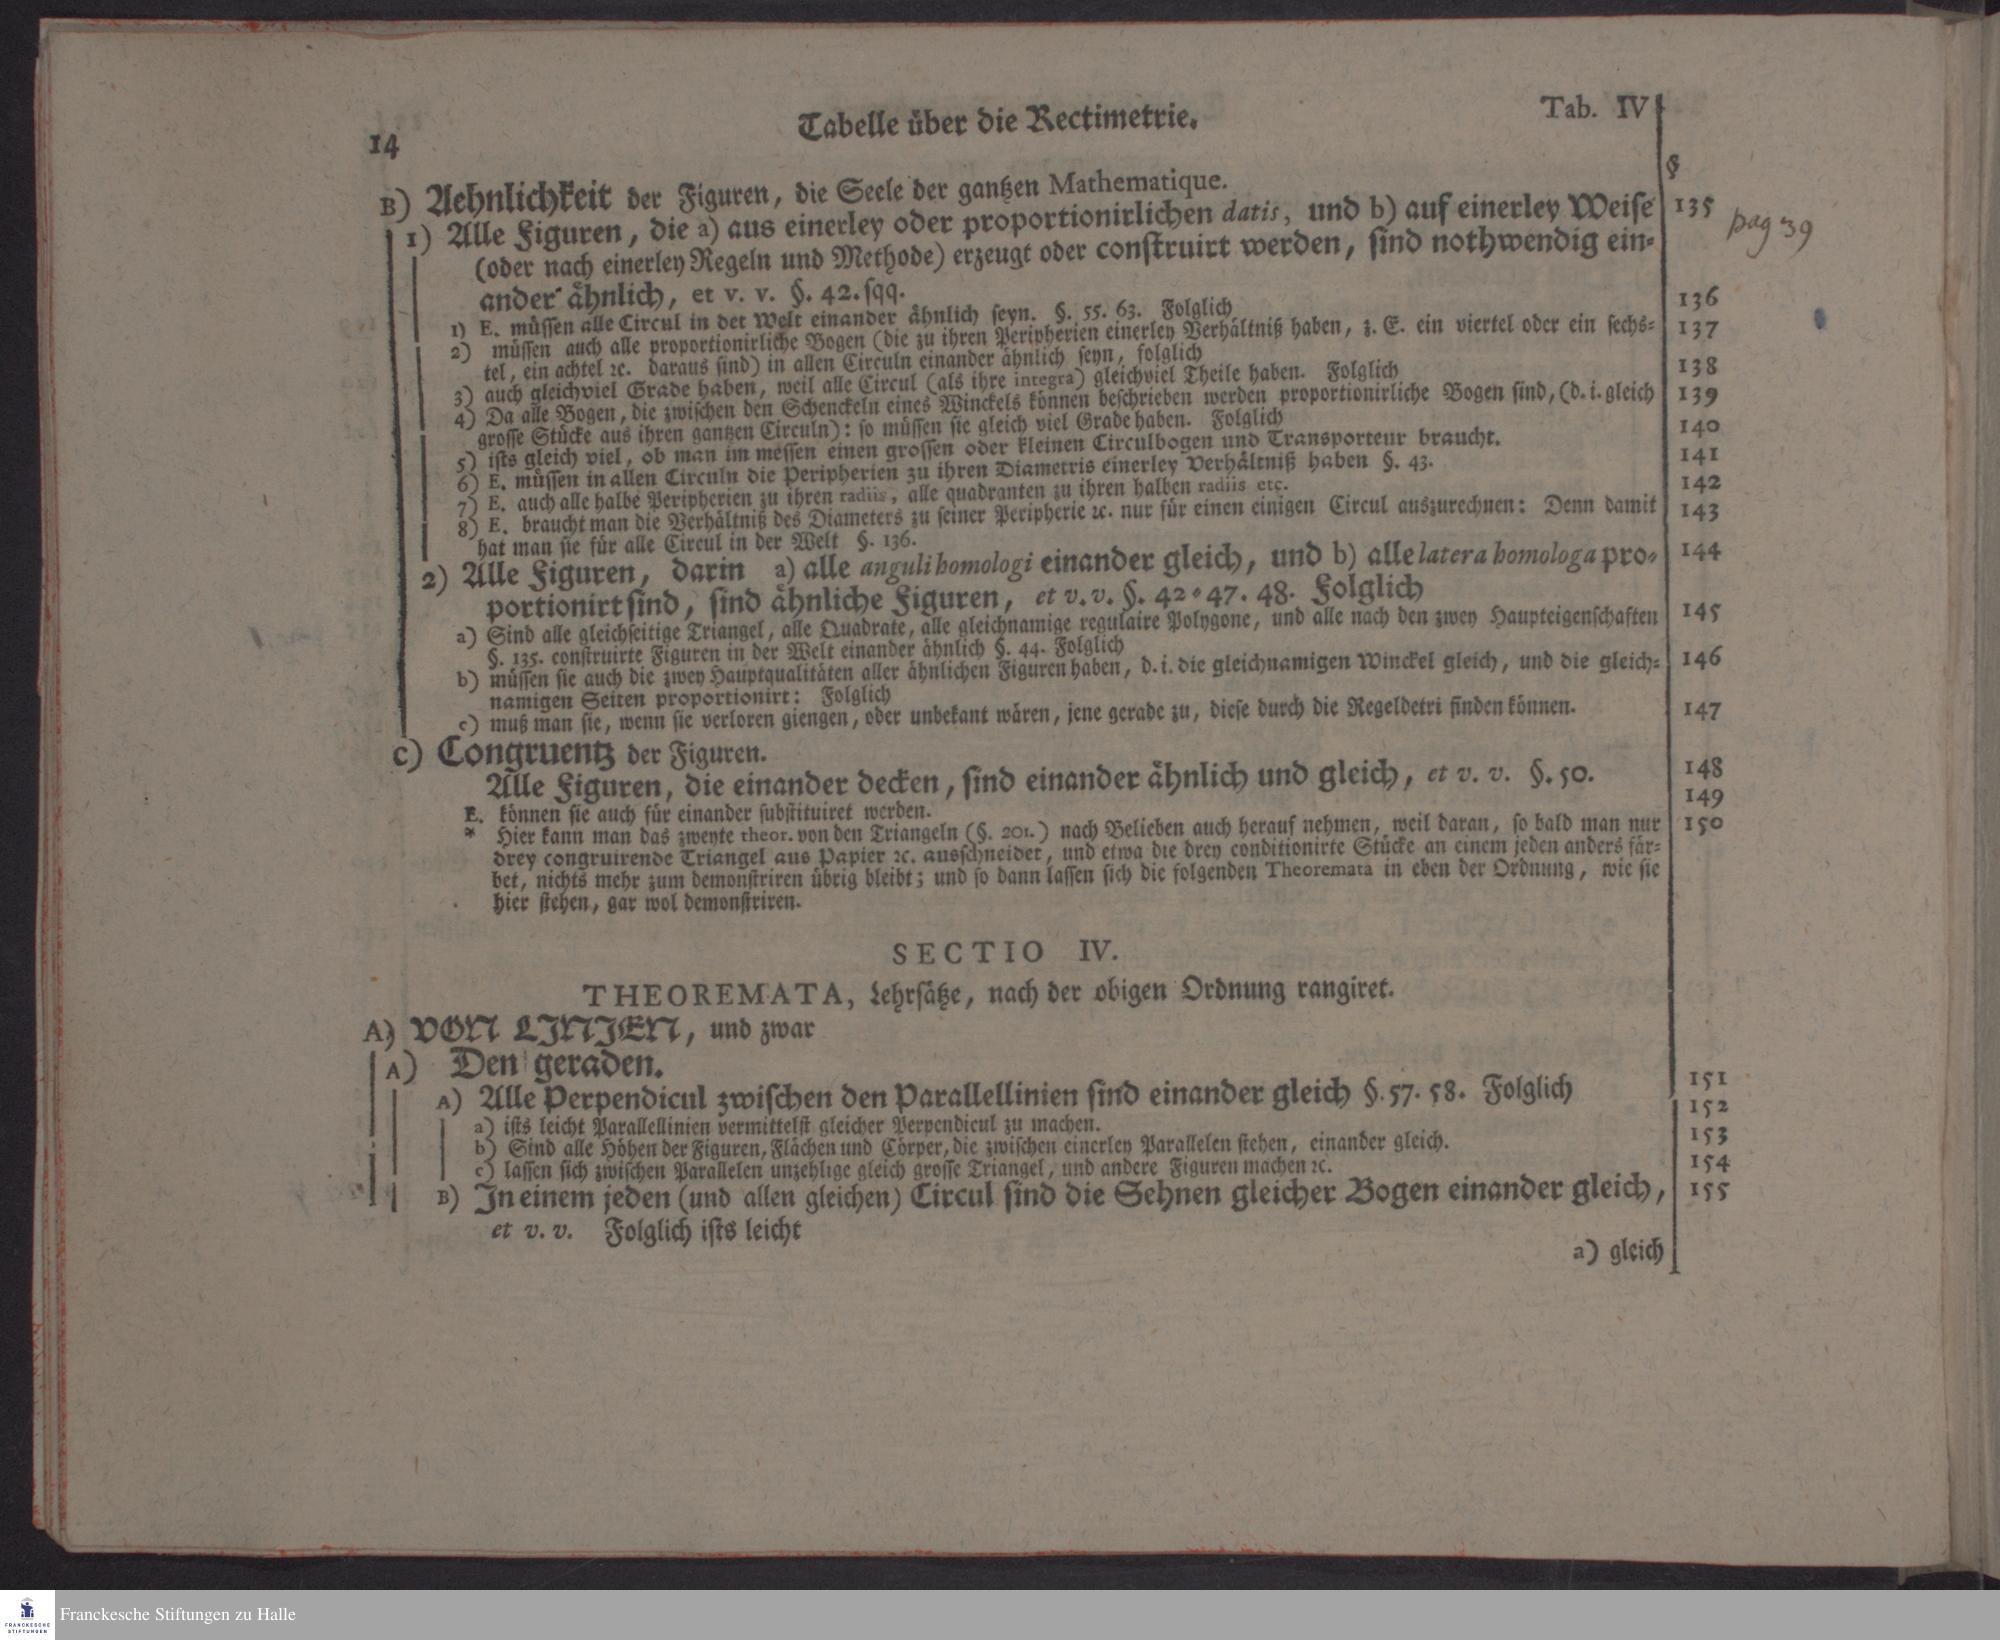 14
Tabelle über die Rectimetrie.
Tab. IV
§
B) Aehnlichkeit der Figuren, die Seele der gantzen Mathematique.
1) Alle Figuren, die a) aus einerley oder proportionirlichen datis, und b) auf einerley Weise 135 pag 39
(oder nach einerley Regeln und Methode) erzeugt oder construirt werden, sind nothwendig ein-
ander ähnlich, et v. v. §. 42. sqq.
1) E. müssen alle Circul in der Welt einander ähnlich seyn. §. 55. 63. Folglich 136
2) müssen auch alle proportionirliche Bogen (die zu ihren Peripherien einerley Verhältniß haben, z. E. ein viertel oder ein sechs- 137
tel, ein achtel ꝛc. daraus sind) in allen Circuln einander ähnlich seyn, folglich
3) auch gleichviel Grade haben, weil alle Circul (als ihre integra) gleichviel Theile haben. Folglich 138
4) Da alle Bogen, die zwischen den Schenckeln eines Winckels können beschrieben werden proportionirliche Bogen sind, (d. i. gleich 139
grosse Stücke aus ihren gantzen Circuln): so müssen sie gleich viel Grade haben. Folglich
5) ists gleich viel, ob man im messen einen grossen oder kleinen Circulbogen und Transporteur braucht. 140
6) E. müssen in allen Circuln die Peripherien zu ihren Diametris einerley Verhältniß haben §. 43. 141
7) E. auch alle halbe Peripherien zu ihren radiis, alle quadranten zu ihren halben radiis etc. 142
8) E. braucht man die Verhältniß des Diameters zu seiner Peripherie ꝛc. nur für einen einigen Circul auszurechnen: Denn damit 143
hat man sie für alle Circul in der Welt §. 136.
2) Alle Figuren, darin a) alle anguli homologi einander gleich, und b) alle latera homologa pro- 144
portionirt sind, sind ähnliche Figuren, et v. v. §. 42. 47. 48. Folglich
a) Sind alle gleichseitige Triangel, alle Quadrate, alle gleichnamige regulaire Polygone, und alle nach den zwey Haupteigenschaften 145
§. 135. construirte Figuren in der Welt einander ähnlich §. 44. Folglich
b) müssen sie auch die zwey Hauptqualitäten aller ähnlichen Figuren haben, d. i. die gleichnamigen Winckel gleich, und die gleich- 146
namigen Seiten proportionirt: Folglich
c) muß man sie, wenn sie verloren giengen, oder unbekant wären, jene gerade zu, diese durch die Regeldetri finden können. 147
C) Congruentz der Figuren.
Alle Figuren, die einander decken, sind einander ähnlich und gleich, et v. v. §. 50. 148
E. können sie auch für einander substituiret werden. 149
* Hier kann man das zweyte theor. von den Triangeln (§. 201.) nach Belieben auch herauf nehmen, weil daran, so bald man nur 150
drey congruirende Triangel aus Papier ꝛc. ausschneidet, und etwa die drey conditionirte Stücke an einem jeden anders fär-
bet, nichts mehr zum demonstriren übrig bleibt; und so dann lassen sich die folgenden Theoremata in eben der Ordnung, wie sie
hier stehen, gar wol demonstriren.
SECTIO IV.
THEOREMATA, Lehrsätze, nach der obigen Ordnung rangiret.
A) VON LINIEN, und zwar
A) Den geraden.
A) Alle Perpendicul zwischen den Parallellinien sind einander gleich §. 57. 58. Folglich 151
a) ists leicht Parallellinien vermittelst gleicher Perpendicul zu machen. 152
b) Sind alle Höhen der Figuren, Flächen und Cörper, die zwischen einerley Parallelen stehen, einander gleich. 153
c) lassen sich zwischen Parallelen unzehlige gleich grosse Triangel, und andere Figuren machen ꝛc. 154
B) In einem jeden (und allen gleichen) Circul sind die Sehnen gleicher Bogen einander gleich, 155
et v. v. Folglich ists leicht
a) gleich
FRANCKESCHE
STIFTUNGEN
Franckesche Stiftungen zu Halle